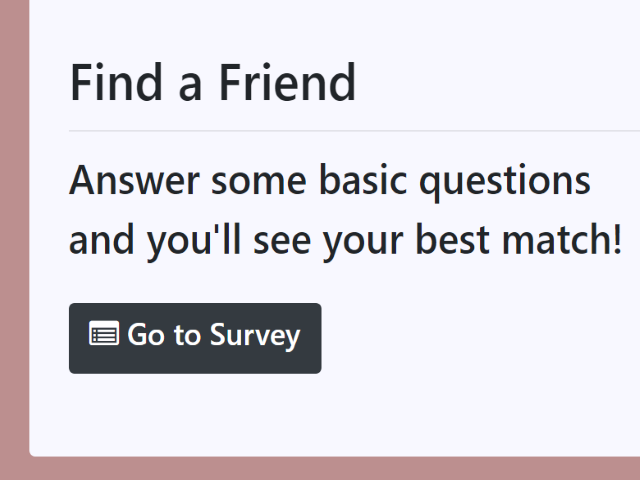 Find a Friend
Answer some basic questions
and you'll see your best match!
Go to Survey